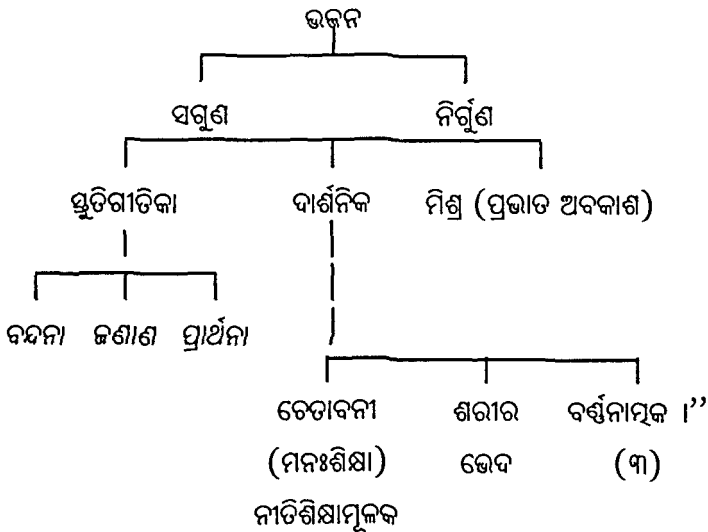 ଭଜନ
ସଗୁଣ ନିର୍ଗୁଣ
ସ୍ତୁତିଗୀତିକା ଦାର୍ଶନିକ ମିଶ୍ର (ପ୍ରଭାତ ଅବକାଶ)
ବନ୍ଦନା ଜଣାଣ ପ୍ରାର୍ଥନା
ଚେତାବନୀ ଶରୀର ବର୍ଣ୍ଣନାତ୍ମକ ।’’
(ମନଃଶିକ୍ଷା) ଭେଦ (୩)
ନୀତିଶିକ୍ଷାମୂଳକ